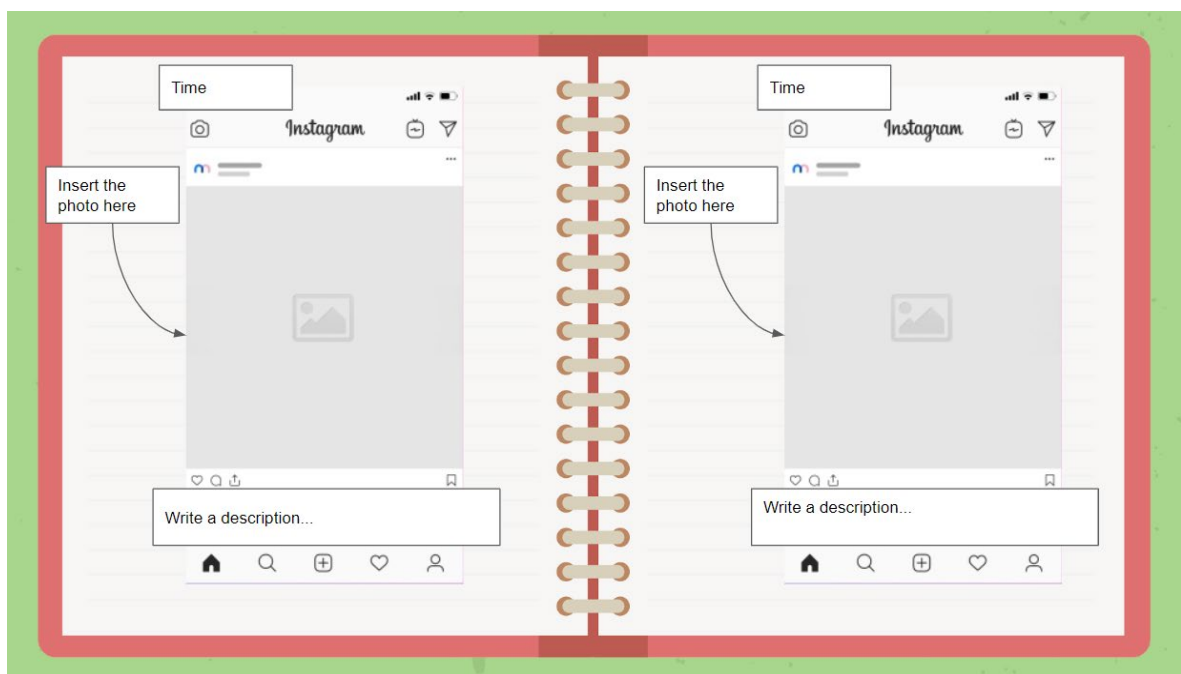 Time
Instagram
Insert the
photo here
Write a description...
Time
Instagram
Insert the
photo here
Write a description...